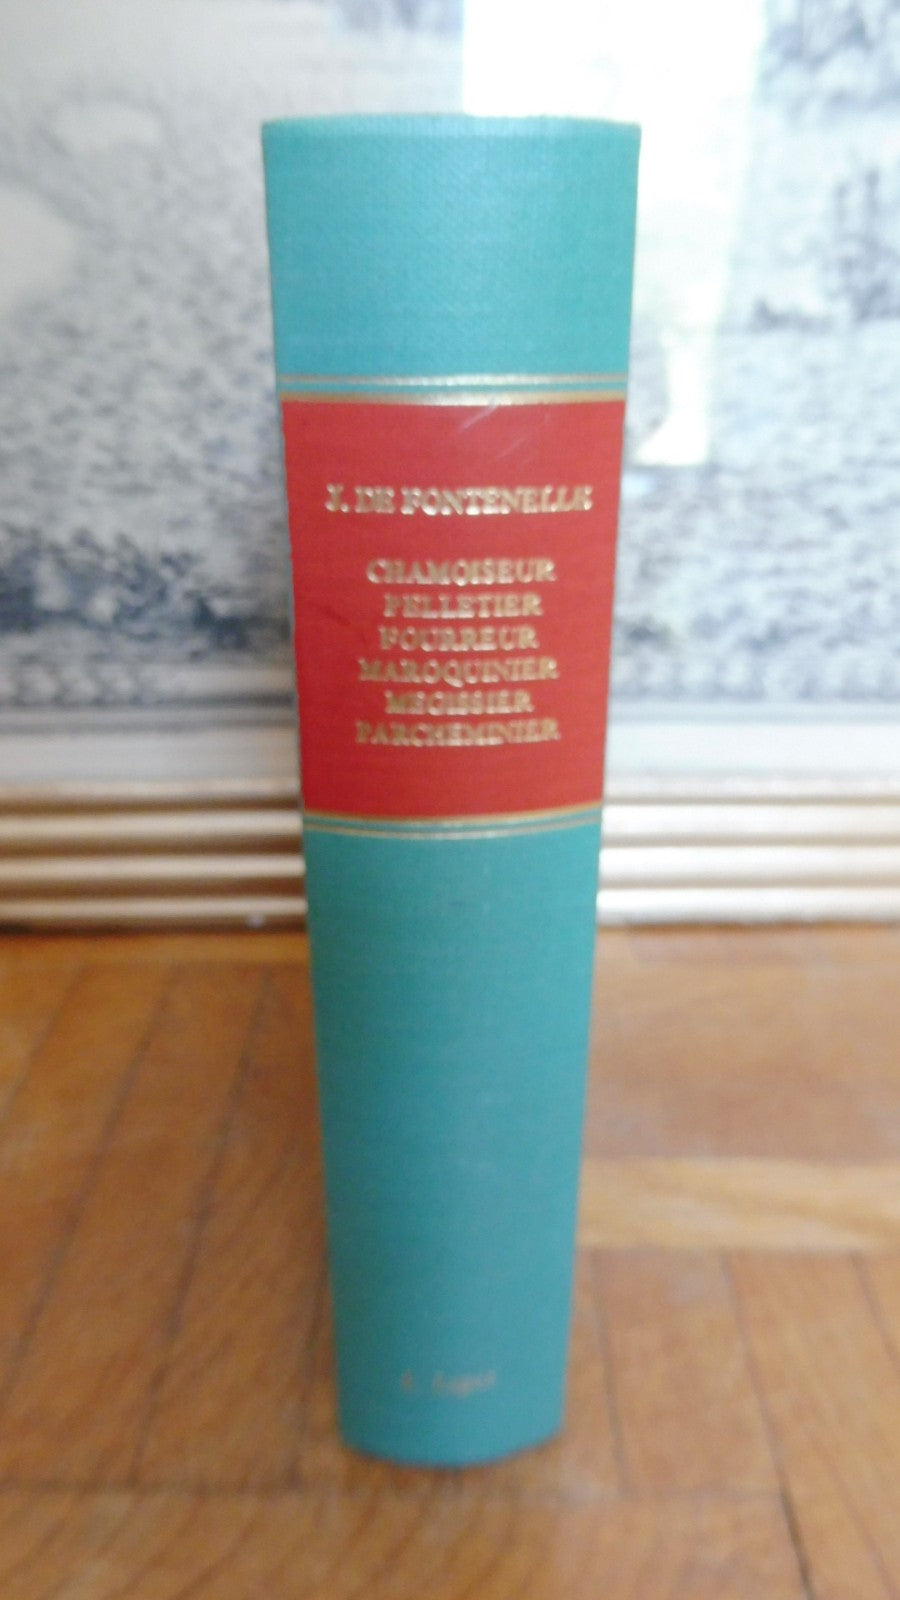 J. DE FONTENELLE
CHAMOISEUR
PELLETIER
FOURREUR
MAROQUINIER
MEGISSIER
PARCHEMINIER